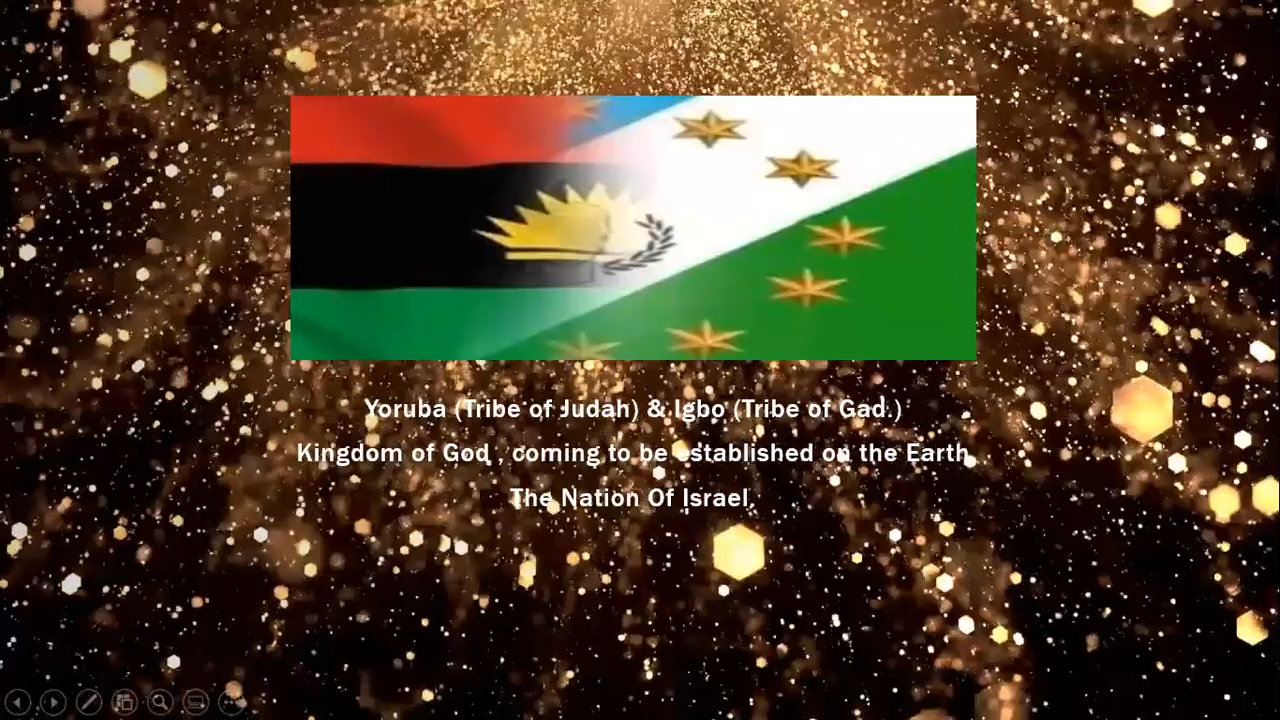 Yoruba (Tribe of Judah) & Igbo (Tribe of Gad.)
Kingdom of God , coming to be established on the Earth.
The Nation Of Israel.